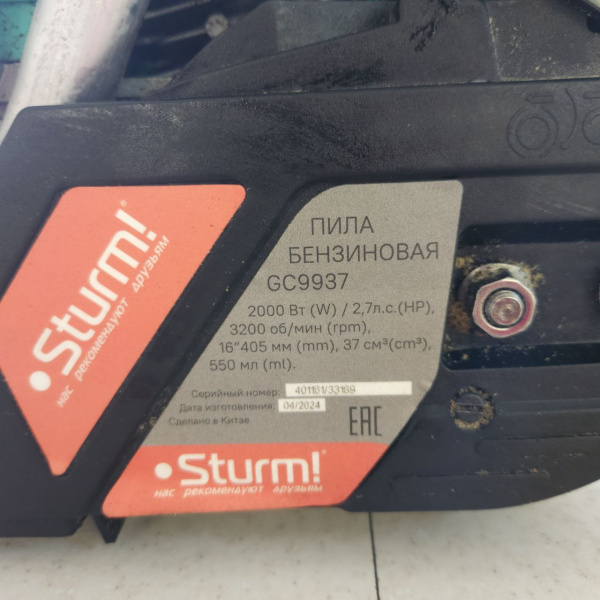 Sturm!
нас рекомендуют друзьям
ПИЛА
БЕНЗИНОВАЯ
GC9937
2000 Вт (W) / 2,7л.с.(HP),
3200 об/мин (rpm),
16"405 мм (mm), 37 см³(cm³),
550 мл (ml).
Серийный номер: 401161/33169
Дата изготовления: 04/2024
Сделано в Китае
EAC
Sturm!
нас рекомендуют друзьям